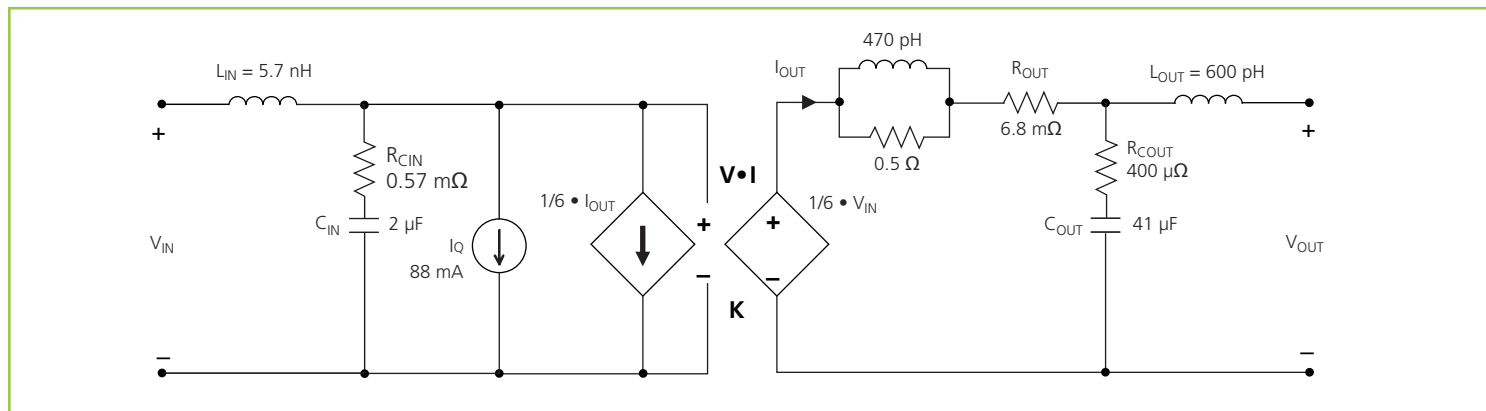 470 pH
L_IN = 5.7 nH
I_OUT
R_OUT
L_OUT = 600 pH
+
+
6.8 mΩ
R_CIN
0.57 mΩ
0.5 Ω
R_COUT
400 µΩ
V•I
1/6 • I_OUT
1/6 • V_IN
+
+
C_IN
2 µF
C_OUT
41 µF
V_IN
I_Q
V_OUT
88 mA
–
–
K
–
–